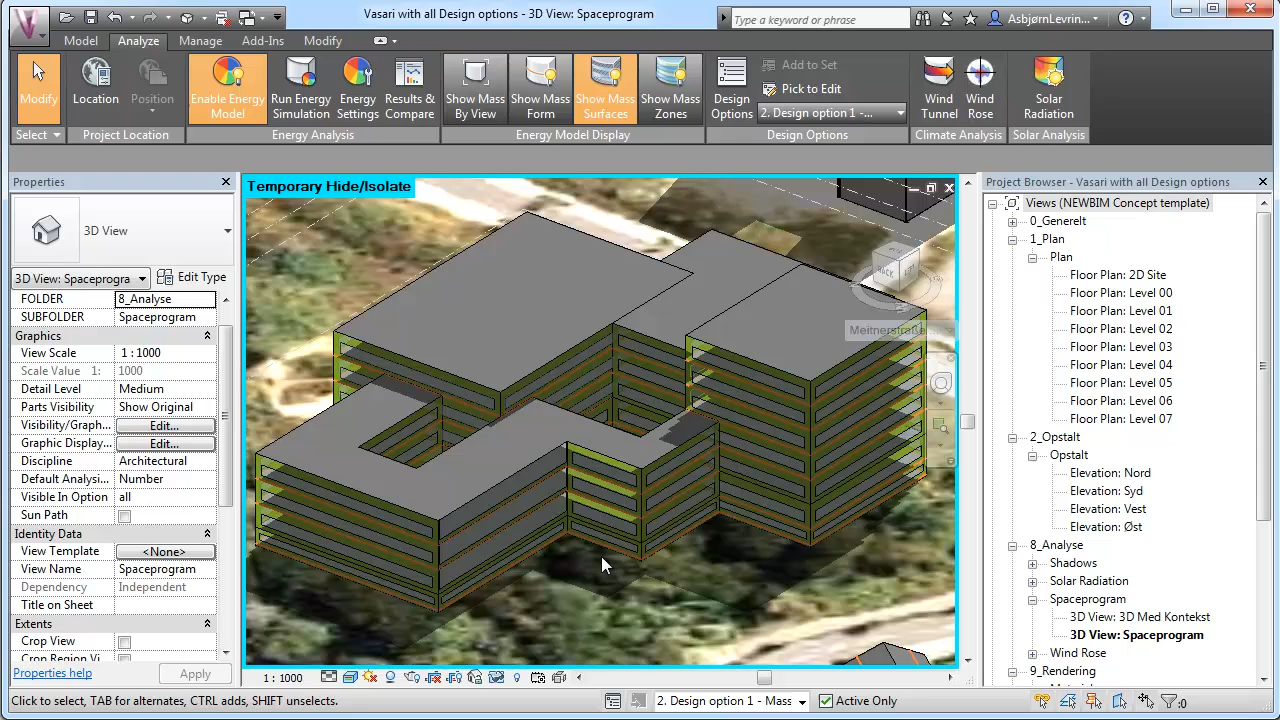 Vasari with all Design options - 3D View: Spaceprogram
Type a keyword or phrase
AsbjørnLevrin...
Model Analyze Manage Add-Ins Modify
Modify
Location
Position
Enable Energy Model
Run Energy Simulation
Energy Settings
Results & Compare
Show Mass By View
Show Mass Form
Show Mass Surfaces
Show Mass Zones
Design Options
Add to Set
Pick to Edit
2. Design option 1 -...
Wind Tunnel
Wind Rose
Solar Radiation
Select
Project Location
Energy Analysis
Energy Model Display
Design Options
Climate Analysis
Solar Analysis
Properties
3D View
3D View: Spaceprogra
Edit Type
FOLDER 8_Analyse
SUBFOLDER Spaceprogram
Graphics
View Scale 1 : 1000
Scale Value 1: 1000
Detail Level Medium
Parts Visibility Show Original
Visibility/Graph... Edit...
Graphic Display... Edit...
Discipline Architectural
Default Analysi... Number
Visible In Option all
Sun Path
Identity Data
View Template <None>
View Name Spaceprogram
Dependency Independent
Title on Sheet
Extents
Crop View
Crop Region Vi
Properties help
Apply
Temporary Hide/Isolate
BACK
1 : 1000
Project Browser - Vasari with all Design options
Views (NEWBIM Concept template)
0_Generelt
1_Plan
Plan
Floor Plan: 2D Site
Floor Plan: Level 00
Floor Plan: Level 01
Floor Plan: Level 02
Floor Plan: Level 03
Floor Plan: Level 04
Floor Plan: Level 05
Floor Plan: Level 06
Floor Plan: Level 07
2_Opstalt
Opstalt
Elevation: Nord
Elevation: Syd
Elevation: Vest
Elevation: Øst
8_Analyse
Shadows
Solar Radiation
Spaceprogram
3D View: 3D Med Kontekst
3D View: Spaceprogram
Wind Rose
9_Rendering
Click to select, TAB for alternates, CTRL adds, SHIFT unselects.
2. Design option 1 - Mass
Active Only
:0